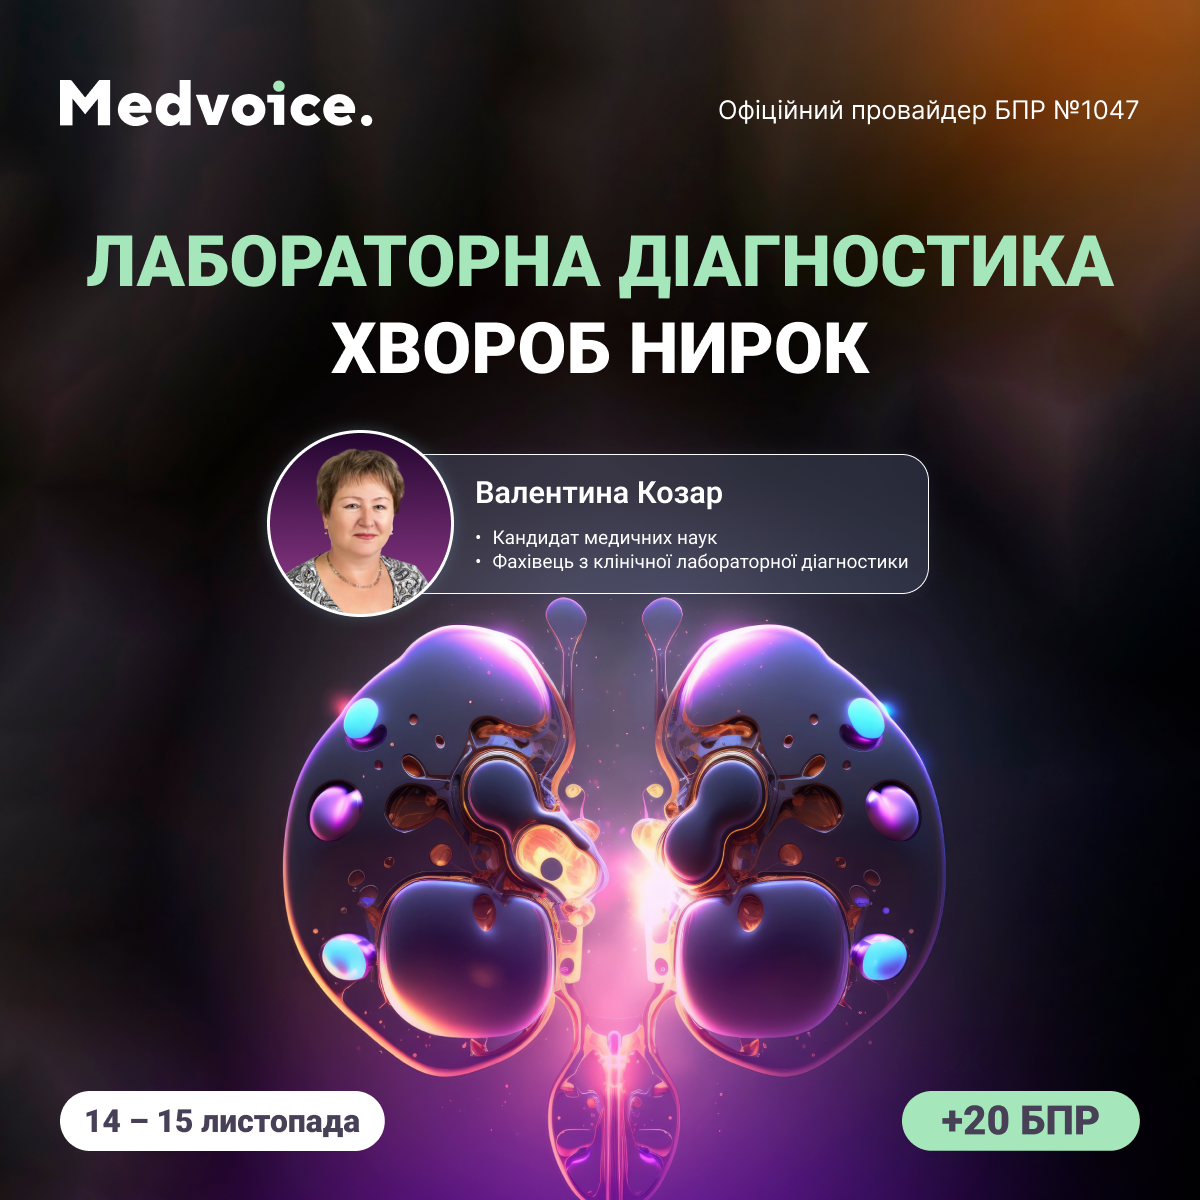 Medvoice.
Офіційний провайдер БПР №1047
ЛАБОРАТОРНА ДІАГНОСТИКА
ХВОРОБ НИРОК
Валентина Козар
• Кандидат медичних наук
• Фахівець з клінічної лабораторної діагностики
14 – 15 листопада
+20 БПР